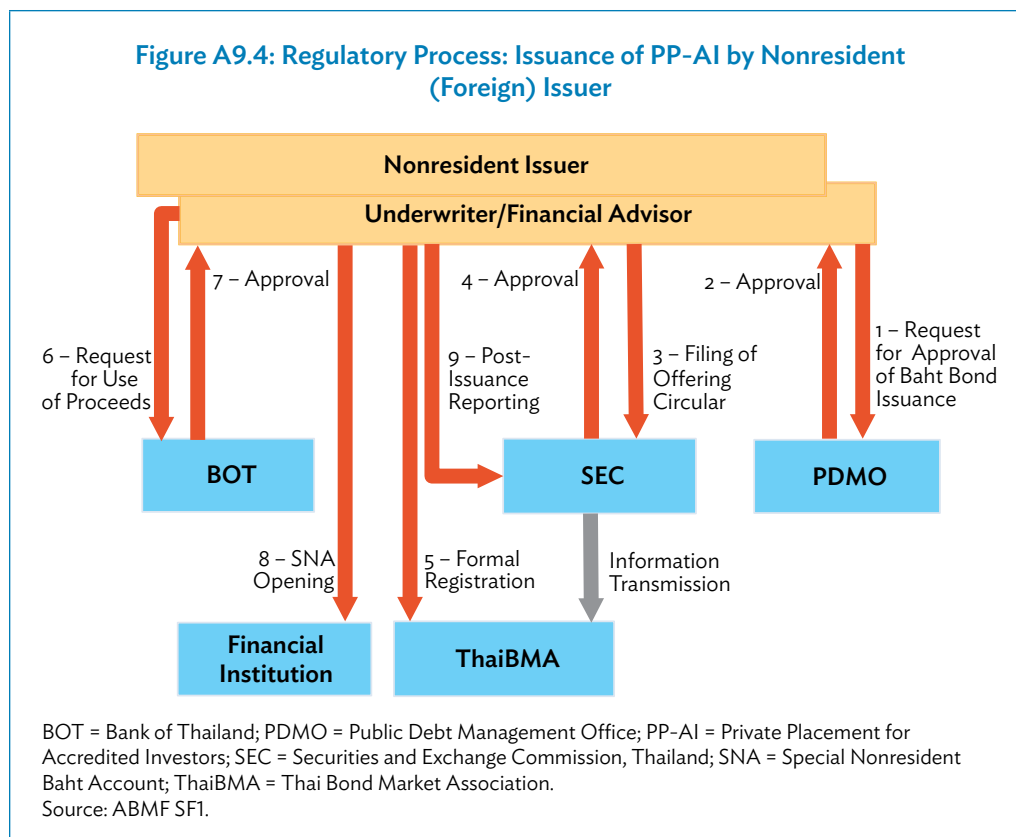 Figure A9.4: Regulatory Process: Issuance of PP-AI by Nonresident
(Foreign) Issuer
Nonresident Issuer
Underwriter/Financial Advisor
7 – Approval
4 – Approval
2 – Approval
6 – Request
for Use
of Proceeds
9 – Post-
Issuance
Reporting
3 – Filing of
Offering
Circular
1 – Request
for Approval
of Baht Bond
Issuance
BOT
SEC
PDMO
8 – SNA
Opening
5 – Formal
Registration
Information
Transmission
Financial
Institution
ThaiBMA
BOT = Bank of Thailand; PDMO = Public Debt Management Office; PP-AI = Private Placement for
Accredited Investors; SEC = Securities and Exchange Commission, Thailand; SNA = Special Nonresident
Baht Account; ThaiBMA = Thai Bond Market Association.
Source: ABMF SF1.